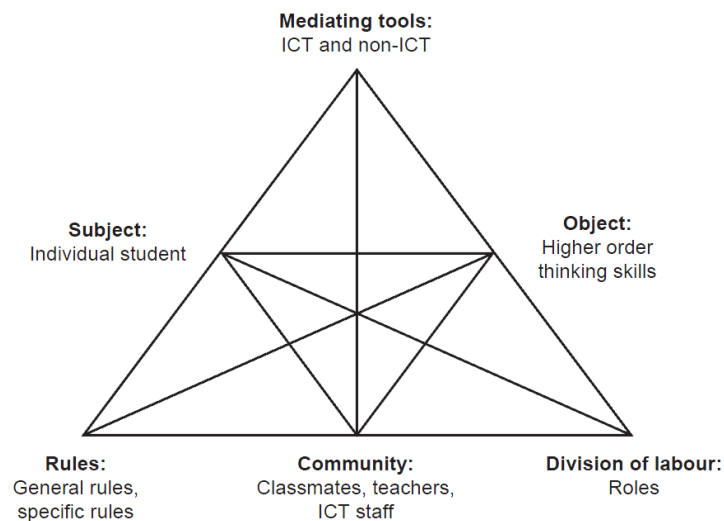 Mediating tools:
ICT and non-ICT
Subject:
Individual student
Object:
Higher order
thinking skills
Rules:
General rules,
specific rules
Community:
Classmates, teachers,
ICT staff
Division of labour:
Roles